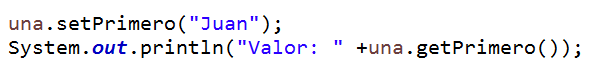 una.setPrimero("Juan");
System.out.println("Valor: " +una.getPrimero());